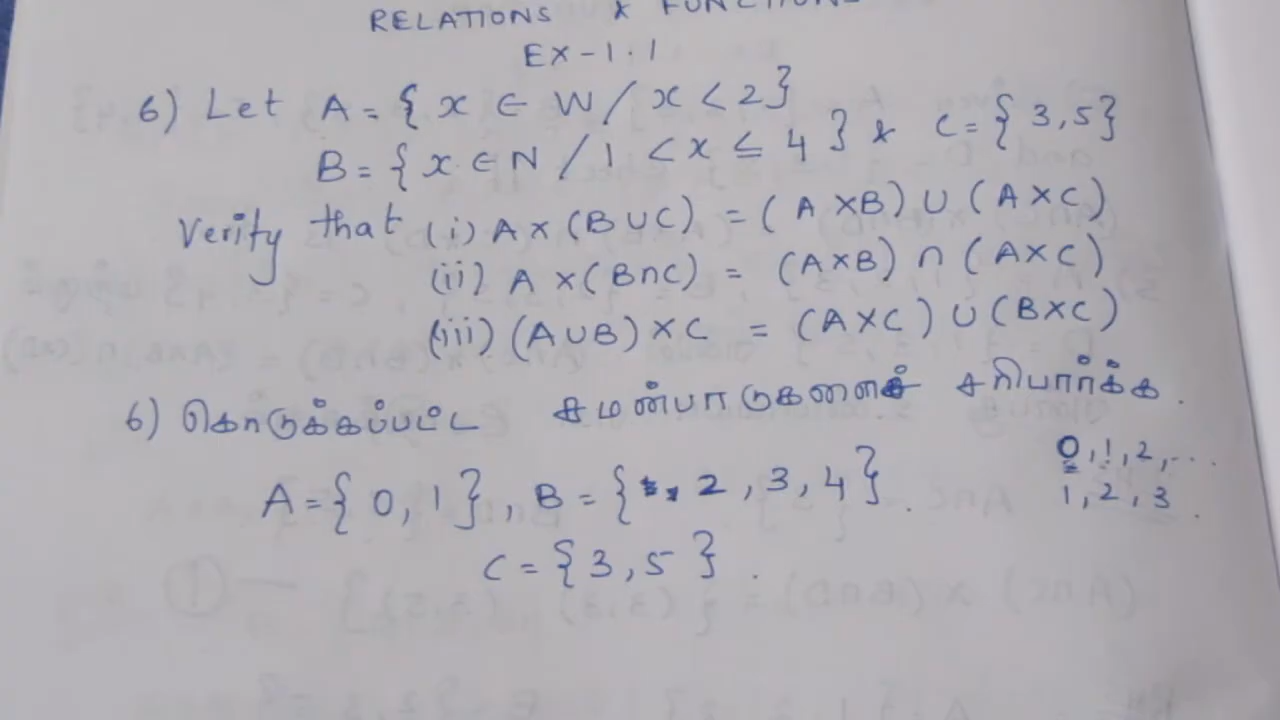 RELATIONS & FUNCTIONS
EX-1.1
6) Let A = { x ∈ W / x < 2 }
B = { x ∈ N / 1 < x ≤ 4 } & C = { 3, 5 }
Verify that (i) A × (B ∪ C) = (A × B) ∪ (A × C)
(ii) A × (B ∩ C) = (A × B) ∩ (A × C)
(iii) (A ∪ B) × C = (A × C) ∪ (B × C)
6) கொடுக்கப்பட்ட சமன்பாடுகளைச் சரிபார்க்க.
0, 1, 2, ...
A = { 0, 1 }, B = { 2, 3, 4 }.
1, 2, 3.
C = { 3, 5 }.